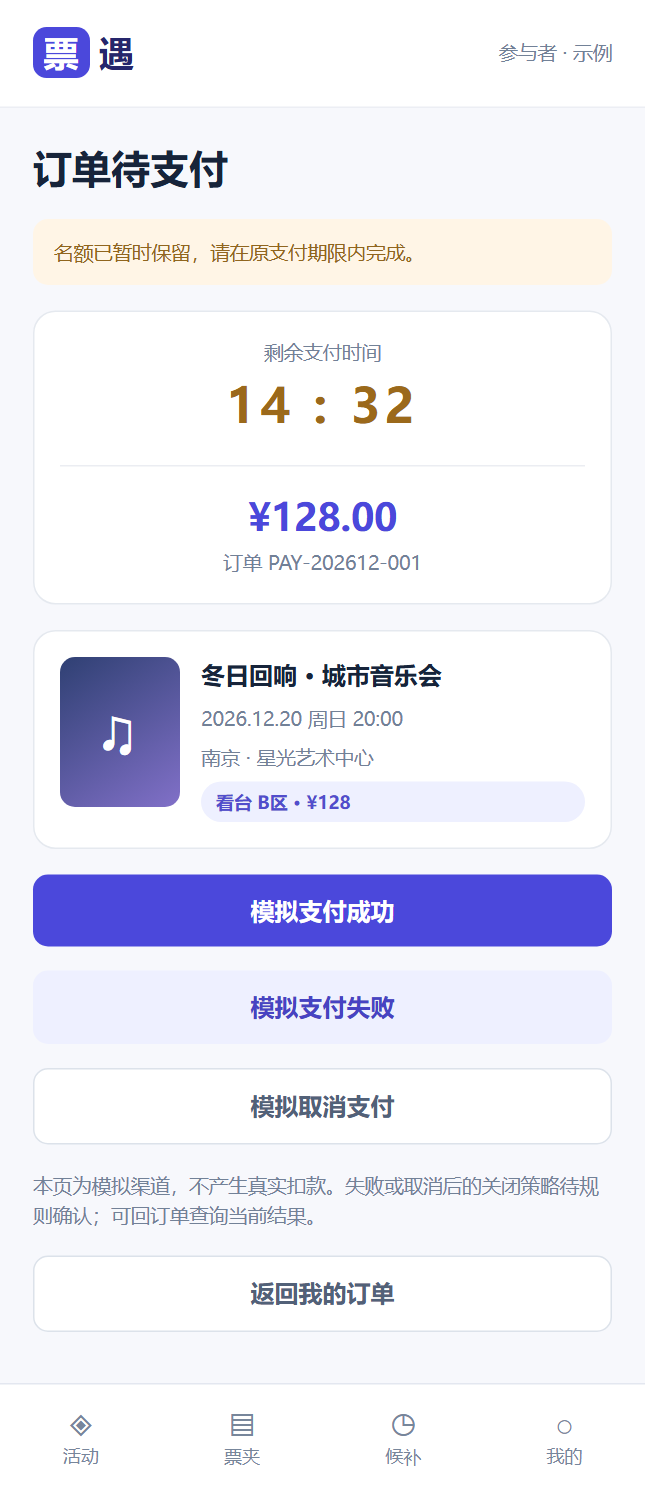 票 遇
参与者 · 示例
订单待支付
名额已暂时保留，请在原支付期限内完成。
剩余支付时间
14 : 32
¥128.00
订单 PAY-202612-001
冬日回响 · 城市音乐会
2026.12.20 周日 20:00
南京 · 星光艺术中心
看台 B区 · ¥128
模拟支付成功
模拟支付失败
模拟取消支付
本页为模拟渠道，不产生真实扣款。失败或取消后的关闭策略待规
则确认；可回订单查询当前结果。
返回我的订单
活动
票夹
候补
我的